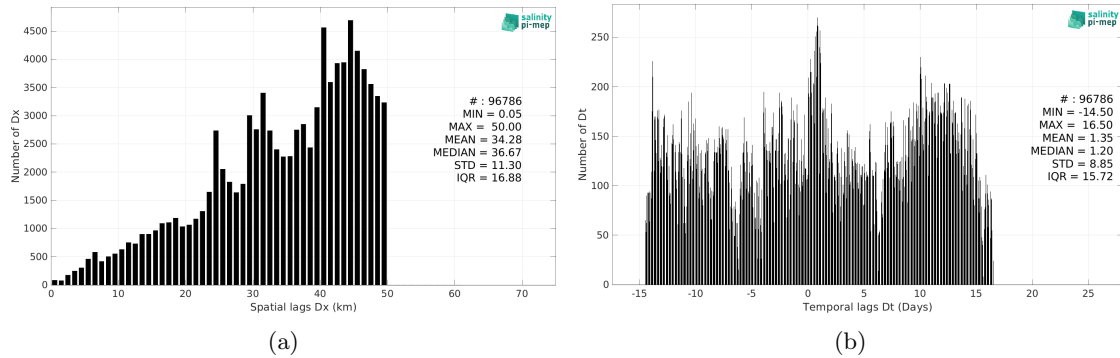 4500
4000
3500
3000
2500
2000
1500
1000
500
0
Number of Dx
0
10
20
30
40
50
60
70
Spatial lags Dx (km)
salinity
pi-mep
# : 96786
MIN = 0.05
MAX = 50.00
MEAN = 34.28
MEDIAN = 36.67
STD = 11.30
IQR = 16.88
(a)
250
200
150
100
50
0
Number of Dt
-15
-10
-5
0
5
10
15
20
25
Temporal lags Dt (Days)
salinity
pi-mep
# : 96786
MIN = -14.50
MAX = 16.50
MEAN = 1.35
MEDIAN = 1.20
STD = 8.85
IQR = 15.72
(b)